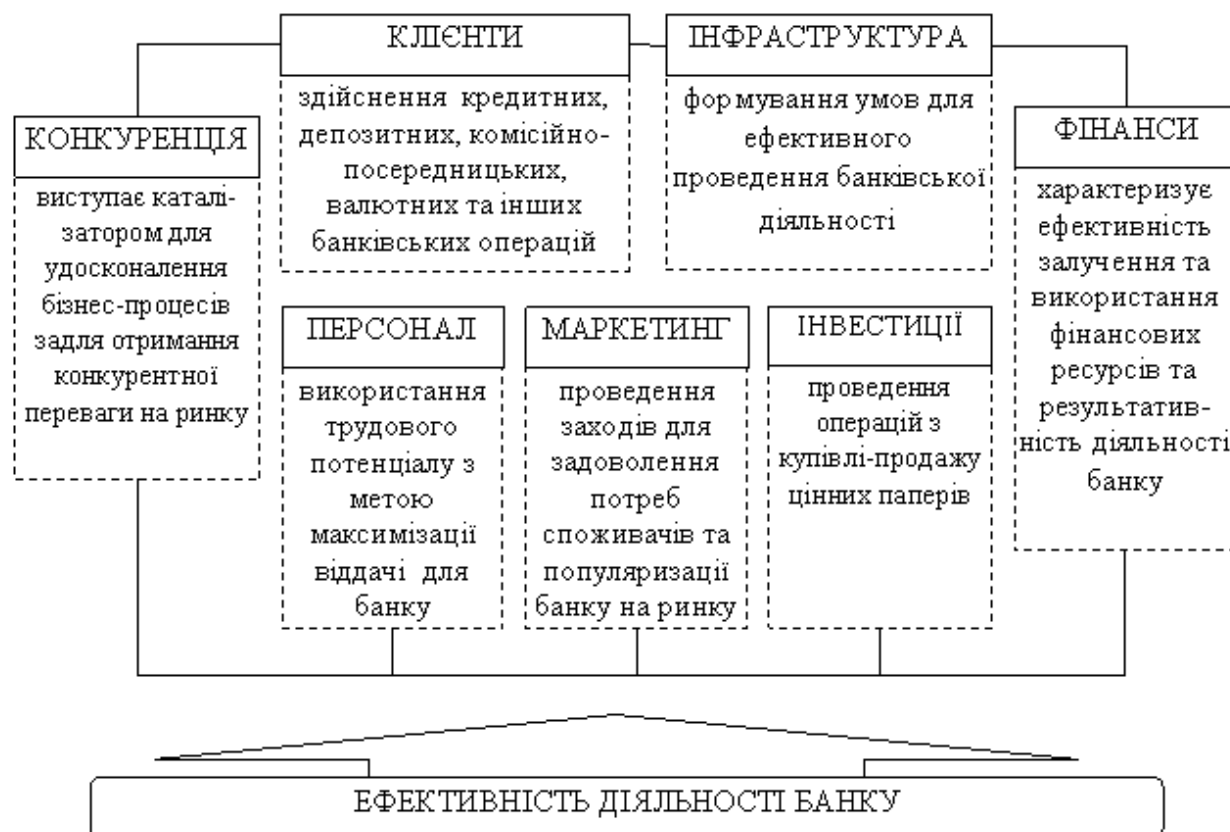 КЛІЄНТИ
здійснення кредитних,
депозитних, комісійно-
посередницьких,
валютних та інших
банківських операцій
ІНФРАСТРУКТУРА
формування умов для
ефективного
проведення банківської
діяльності
КОНКУРЕНЦІЯ
виступає каталі-
затором для
удосконалення
бізнес-процесів
задля отримання
конкурентної
переваги на ринку
ФІНАНСИ
характеризує
ефективність
залучення та
використання
фінансових
ресурсів та
результатив-
ність діяльності
банку
ПЕРСОНАЛ
використання
трудового
потенціалу з
метою
максимізації
віддачі для
банку
МАРКЕТИНГ
проведення
заходів для
задоволення
потреб
споживачів та
популяризації
банку на ринку
ІНВЕСТИЦІЇ
проведення
операцій з
купівлі-продажу
цінних паперів
ЕФЕКТИВНІСТЬ ДІЯЛЬНОСТІ БАНКУ